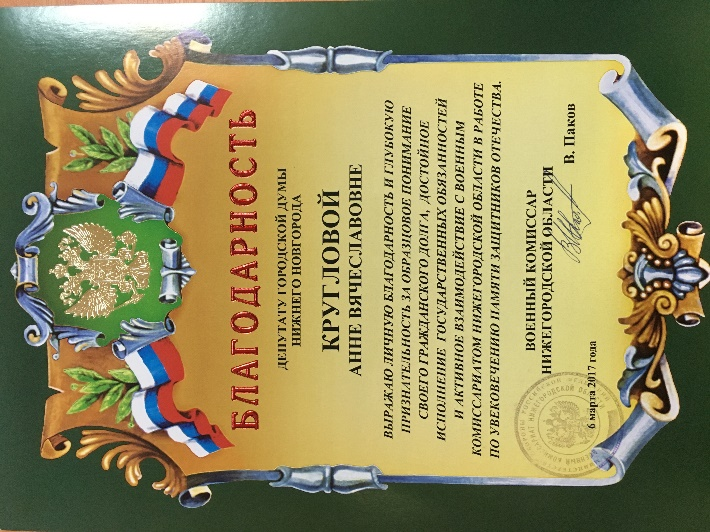 БЛАГОДАРНОСТЬ
ДЕПУТАТУ ГОРОДСКОЙ ДУМЫ
НИЖНЕГО НОВГОРОДА
КРУГЛОВОЙ
АННЕ ВЯЧЕСЛАВОВНЕ
ВЫРАЖАЮ ЛИЧНУЮ БЛАГОДАРНОСТЬ И ГЛУБОКУЮ
ПРИЗНАТЕЛЬНОСТЬ ЗА ОБРАЗЦОВОЕ ПОНИМАНИЕ
СВОЕГО ГРАЖДАНСКОГО ДОЛГА, ДОСТОЙНОЕ
ИСПОЛНЕНИЕ ГОСУДАРСТВЕННЫХ ОБЯЗАННОСТЕЙ
И АКТИВНОЕ ВЗАИМОДЕЙСТВИЕ С ВОЕННЫМ
КОМИССАРИАТОМ НИЖЕГОРОДСКОЙ ОБЛАСТИ В РАБОТЕ
ПО УВЕКОВЕЧЕНИЮ ПАМЯТИ ЗАЩИТНИКОВ ОТЕЧЕСТВА.
ВОЕННЫЙ КОМИССАР
НИЖЕГОРОДСКОЙ ОБЛАСТИ
В. Паков
6 марта 2017 года